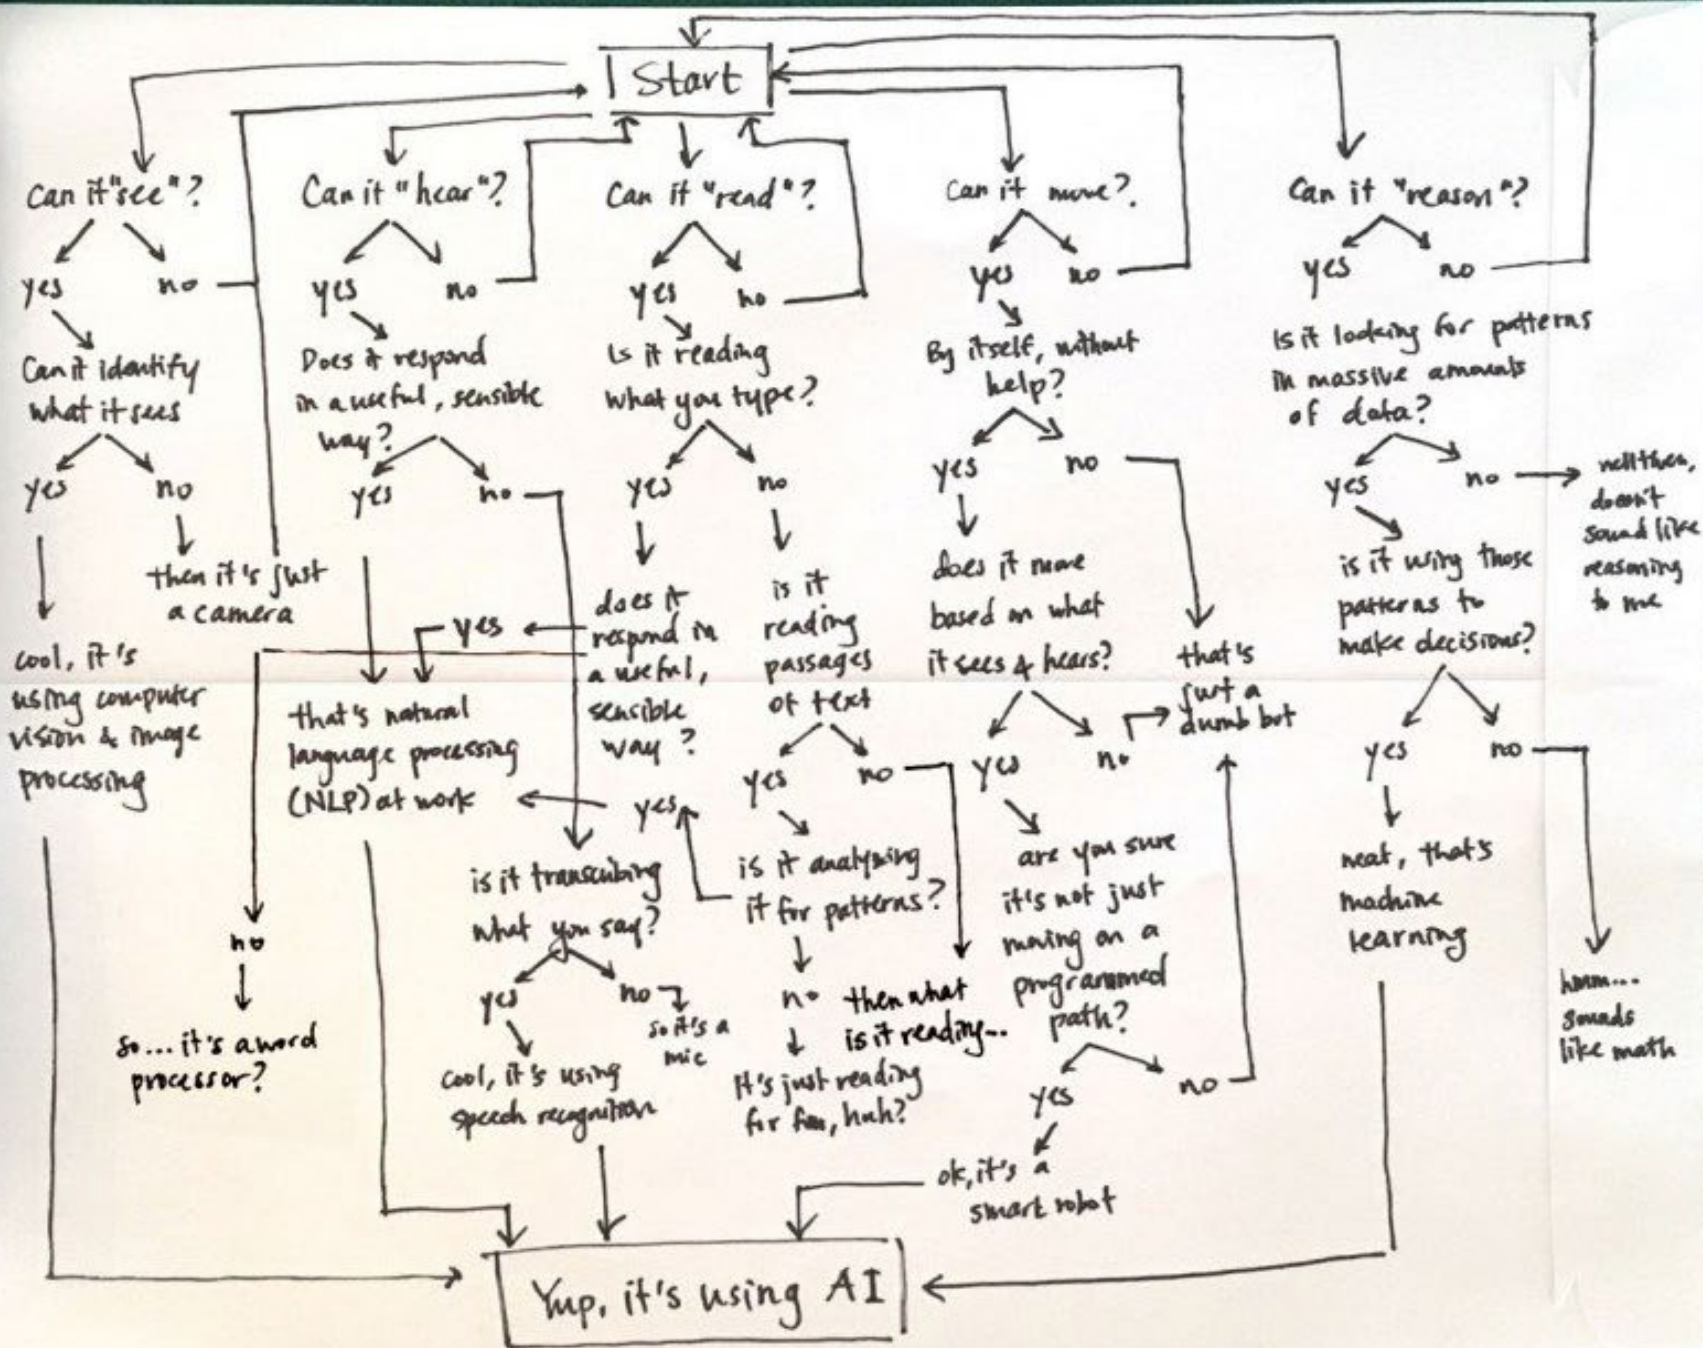 Start
Can it "see"?
yes
no
Can it identify
what it sees
yes
no
then it's just
a camera
cool, it's
using computer
vision & image
processing
Can it "hear"?
yes
no
Does it respond
in a useful, sensible
way?
yes
no
that's natural
language processing
(NLP) at work
is it transcribing
what you say?
yes
no
so it's a
mic
cool, it's using
speech recognition
Can it "read"?
yes
no
Is it reading
what you type?
yes
no
does it
respond in
a useful,
sensible
way?
yes
no
so... it's a word
processor?
is it
reading
passages
of text
yes
no
then what
is it reading...
is it analyzing
it for patterns?
yes
no
It's just reading
for fun, huh?
Can it move?
yes
no
By itself, without
help?
yes
no
does it move
based on what
it sees & hears?
yes
no
that's
just a
dumb bot
are you sure
it's not just
moving on a
programmed
path?
yes
no
ok, it's a
smart robot
Can it "reason"?
yes
no
Is it looking for patterns
in massive amounts
of data?
yes
no
well then,
doesn't
sound like
reasoning
to me
is it using those
patterns to
make decisions?
yes
no
neat, that's
machine
learning
hmm...
sounds
like math
Yup, it's using AI